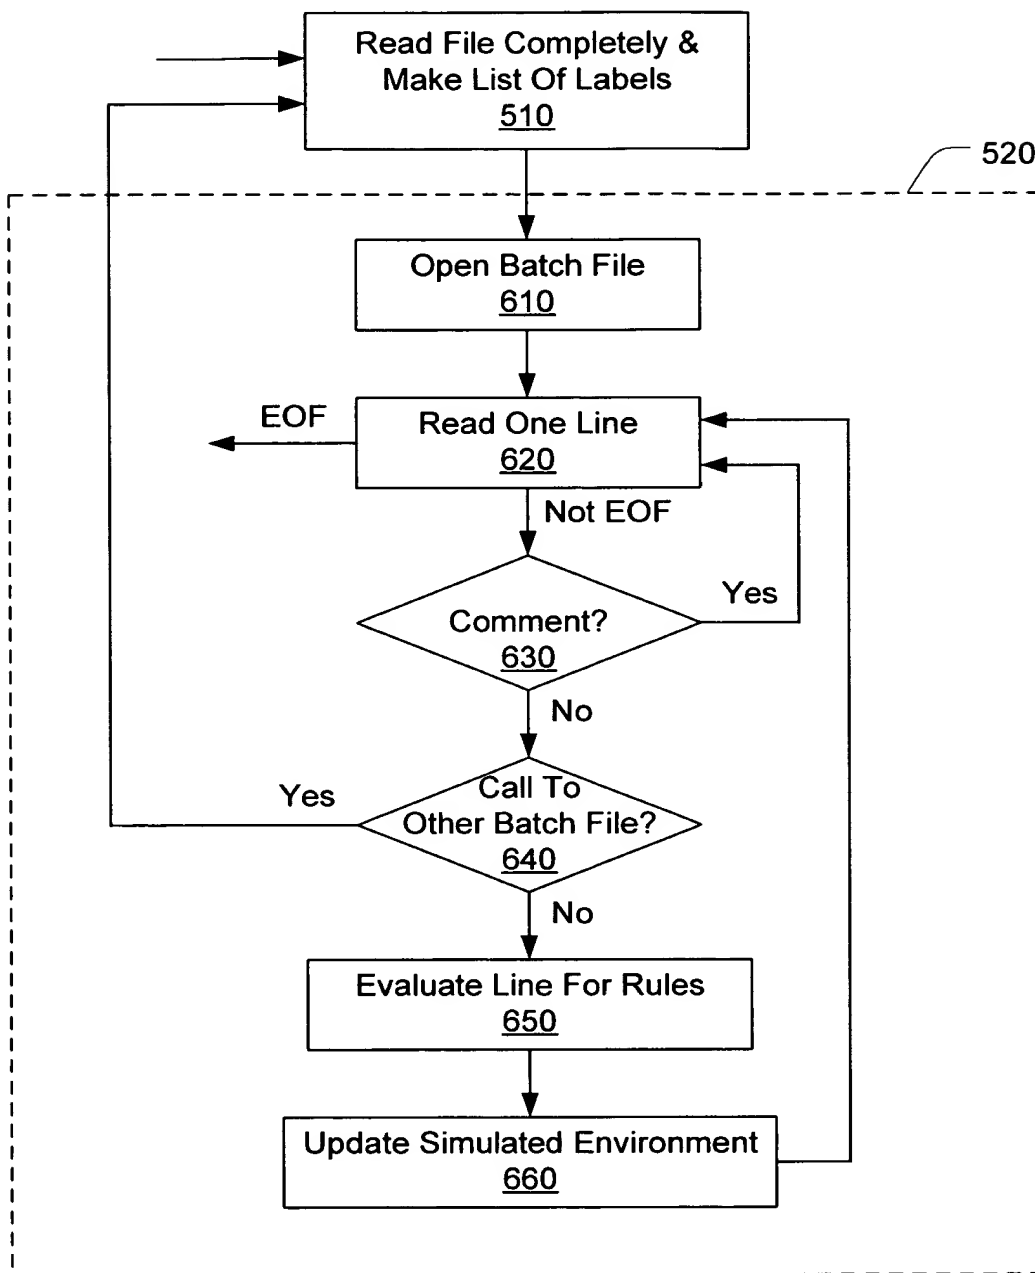 Read File Completely &
Make List Of Labels
510
520
Open Batch File
610
EOF
Read One Line
620
Not EOF
Yes
Comment?
630
No
Yes
Call To
Other Batch File?
640
No
Evaluate Line For Rules
650
Update Simulated Environment
660